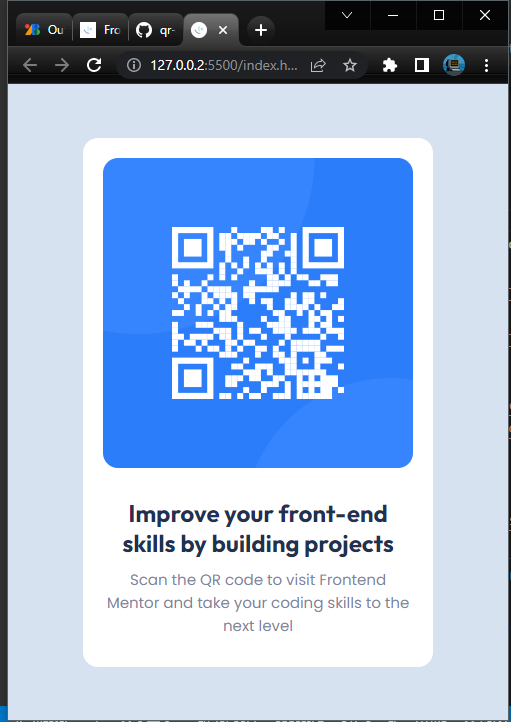 Ou
Fro
qr-
127.0.0.2:5500/index.h...
Improve your front-end
skills by building projects
Scan the QR code to visit Frontend
Mentor and take your coding skills to the
next level